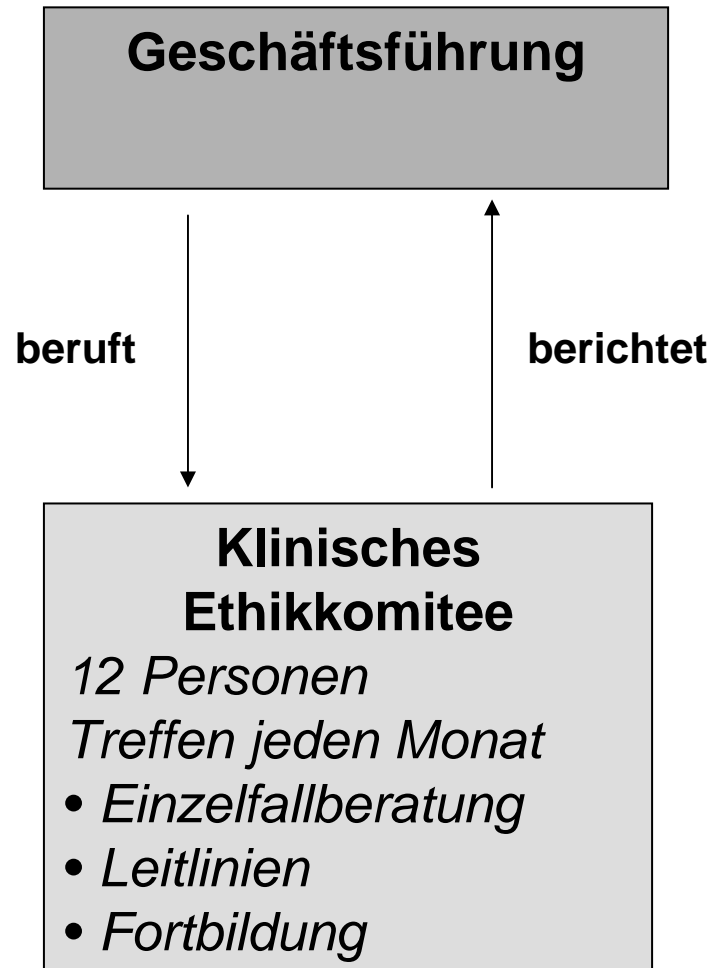 Geschäftsführung
beruft
berichtet
Klinisches
Ethikkomitee
12 Personen
Treffen jeden Monat
• Einzelfallberatung
• Leitlinien
• Fortbildung